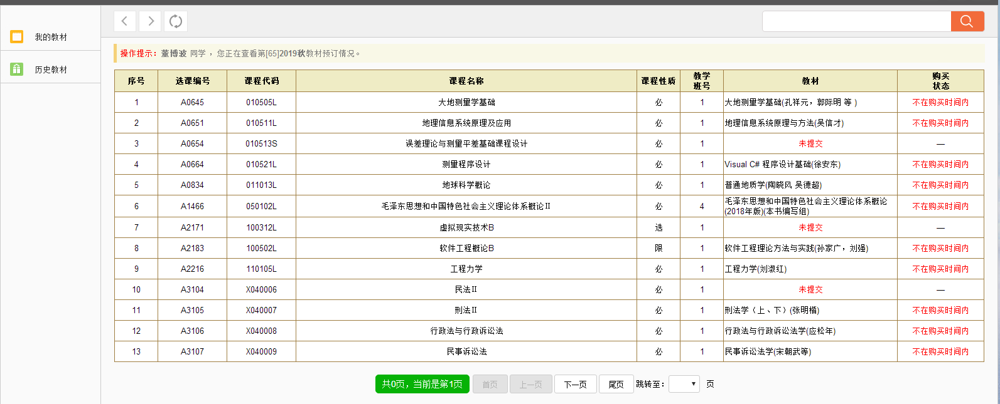 我的教材
历史教材
操作提示：董博波 同学 ，您正在查看第[65]2019秋教材预订情况。
序号 选课编号 课程代码 课程名称 课程性质 教学班号 教材 购买状态
1 A0645 010505L 大地测量学基础 必 1 大地测量学基础(孔祥元，郭际明 等 ) 不在购买时间内
2 A0651 010511L 地理信息系统原理及应用 必 1 地理信息系统原理与方法(吴信才) 不在购买时间内
3 A0654 010513S 误差理论与测量平差基础课程设计 必 1 未提交 —
4 A0664 010521L 测量程序设计 必 1 Visual C# 程序设计基础(徐安东) 不在购买时间内
5 A0834 011013L 地球科学概论 必 1 普通地质学(陶晓风 吴德超) 不在购买时间内
6 A1466 050102L 毛泽东思想和中国特色社会主义理论体系概论Ⅱ 必 4 毛泽东思想和中国特色社会主义理论体系概论(2018年版)(本书编写组) 不在购买时间内
7 A2171 100312L 虚拟现实技术B 选 1 未提交 —
8 A2183 100502L 软件工程概论B 限 1 软件工程理论方法与实践(孙家广，刘强) 不在购买时间内
9 A2216 110105L 工程力学 必 1 工程力学(刘淑红) 不在购买时间内
10 A3104 X040006 民法Ⅱ 必 1 未提交 —
11 A3105 X040007 刑法Ⅱ 必 1 刑法学（上、下）(张明楷) 不在购买时间内
12 A3106 X040008 行政法与行政诉讼法 必 1 行政法与行政诉讼法学(应松年) 不在购买时间内
13 A3107 X040009 民事诉讼法 必 1 民事诉讼法学(宋朝武等) 不在购买时间内
共0页，当前是第1页 首页 上一页 下一页 尾页 跳转至： 页